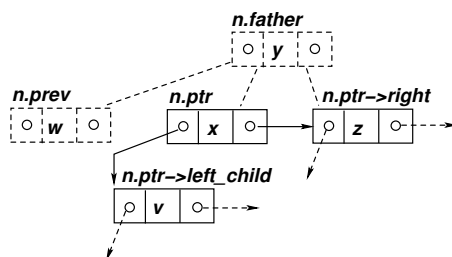 n.father
y
n.prev
n.ptr
n.ptr->right
w
x
z
n.ptr->left_child
v